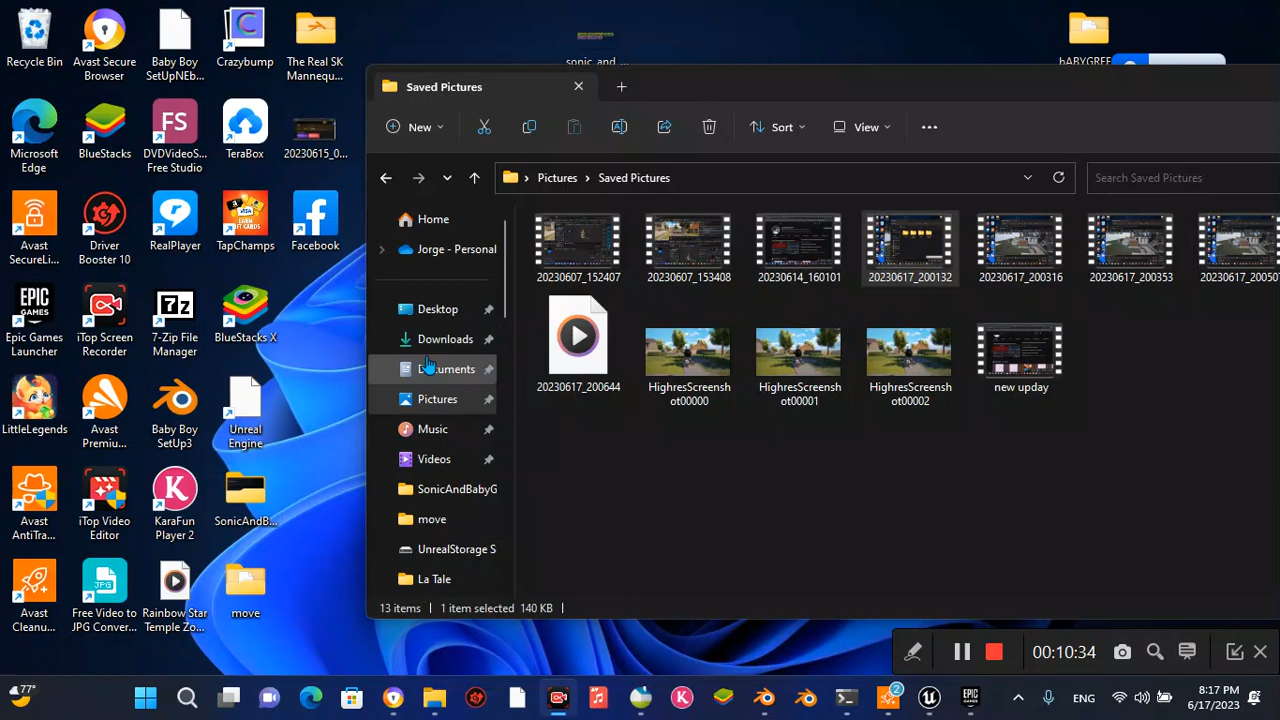 Recycle Bin
Avast Secure
Browser
Baby Boy
SetUpNEb...
Crazybump
The Real SK
Mannequ...
sonic_and_...
hABYGREE
Microsoft
Edge
BlueStacks
FS
DVDVideoS...
Free Studio
TeraBox
20230615_0...
Avast
SecureLi...
Driver
Booster 10
RealPlayer
TapChamps
Facebook
EPIC
GAMES
Epic Games
Launcher
iTop Screen
Recorder
7z
7-Zip File
Manager
BlueStacks X
LittleLegends
Avast
Premiu...
Baby Boy
SetUp3
Unreal
Engine
Avast
AntiTra...
iTop Video
Editor
KaraFun
Player 2
SonicAndB...
Avast
Cleanu...
JPG
Free Video to
JPG Conver...
Rainbow Star
Temple Zo...
move
Saved Pictures
New
Sort
View
Pictures
Saved Pictures
Search Saved Pictures
Home
Jorge - Personal
Desktop
Downloads
Documents
Pictures
Music
Videos
SonicAndBabyG
move
UnrealStorage S
La Tale
20230607_152407
20230607_153408
20230614_160101
20230617_200132
20230617_200316
20230617_200353
20230617_20050
20230617_200644
HighresScreensh
ot00000
HighresScreensh
ot00001
HighresScreensh
ot00002
new upday
13 items
1 item selected 140 KB
00:10:34
77°
2
ENG
8:17 PM
6/17/2023